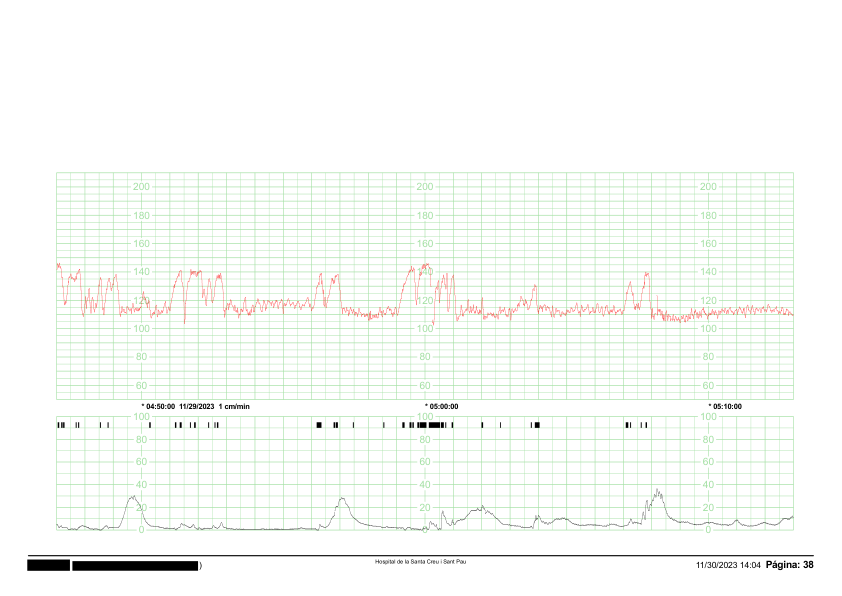 200 200 200
180 180 180
160 160 160
140 140 140
120 120 120
100 100 100
80 80 80
60 60 60
* 04:50:00 11/29/2023 1 cm/min * 05:00:00 * 05:10:00
100 100 100
80 80 80
60 60 60
40 40 40
20 20 20
0 0 0
) Hospital de la Santa Creu i Sant Pau 11/30/2023 14:04 Página: 38